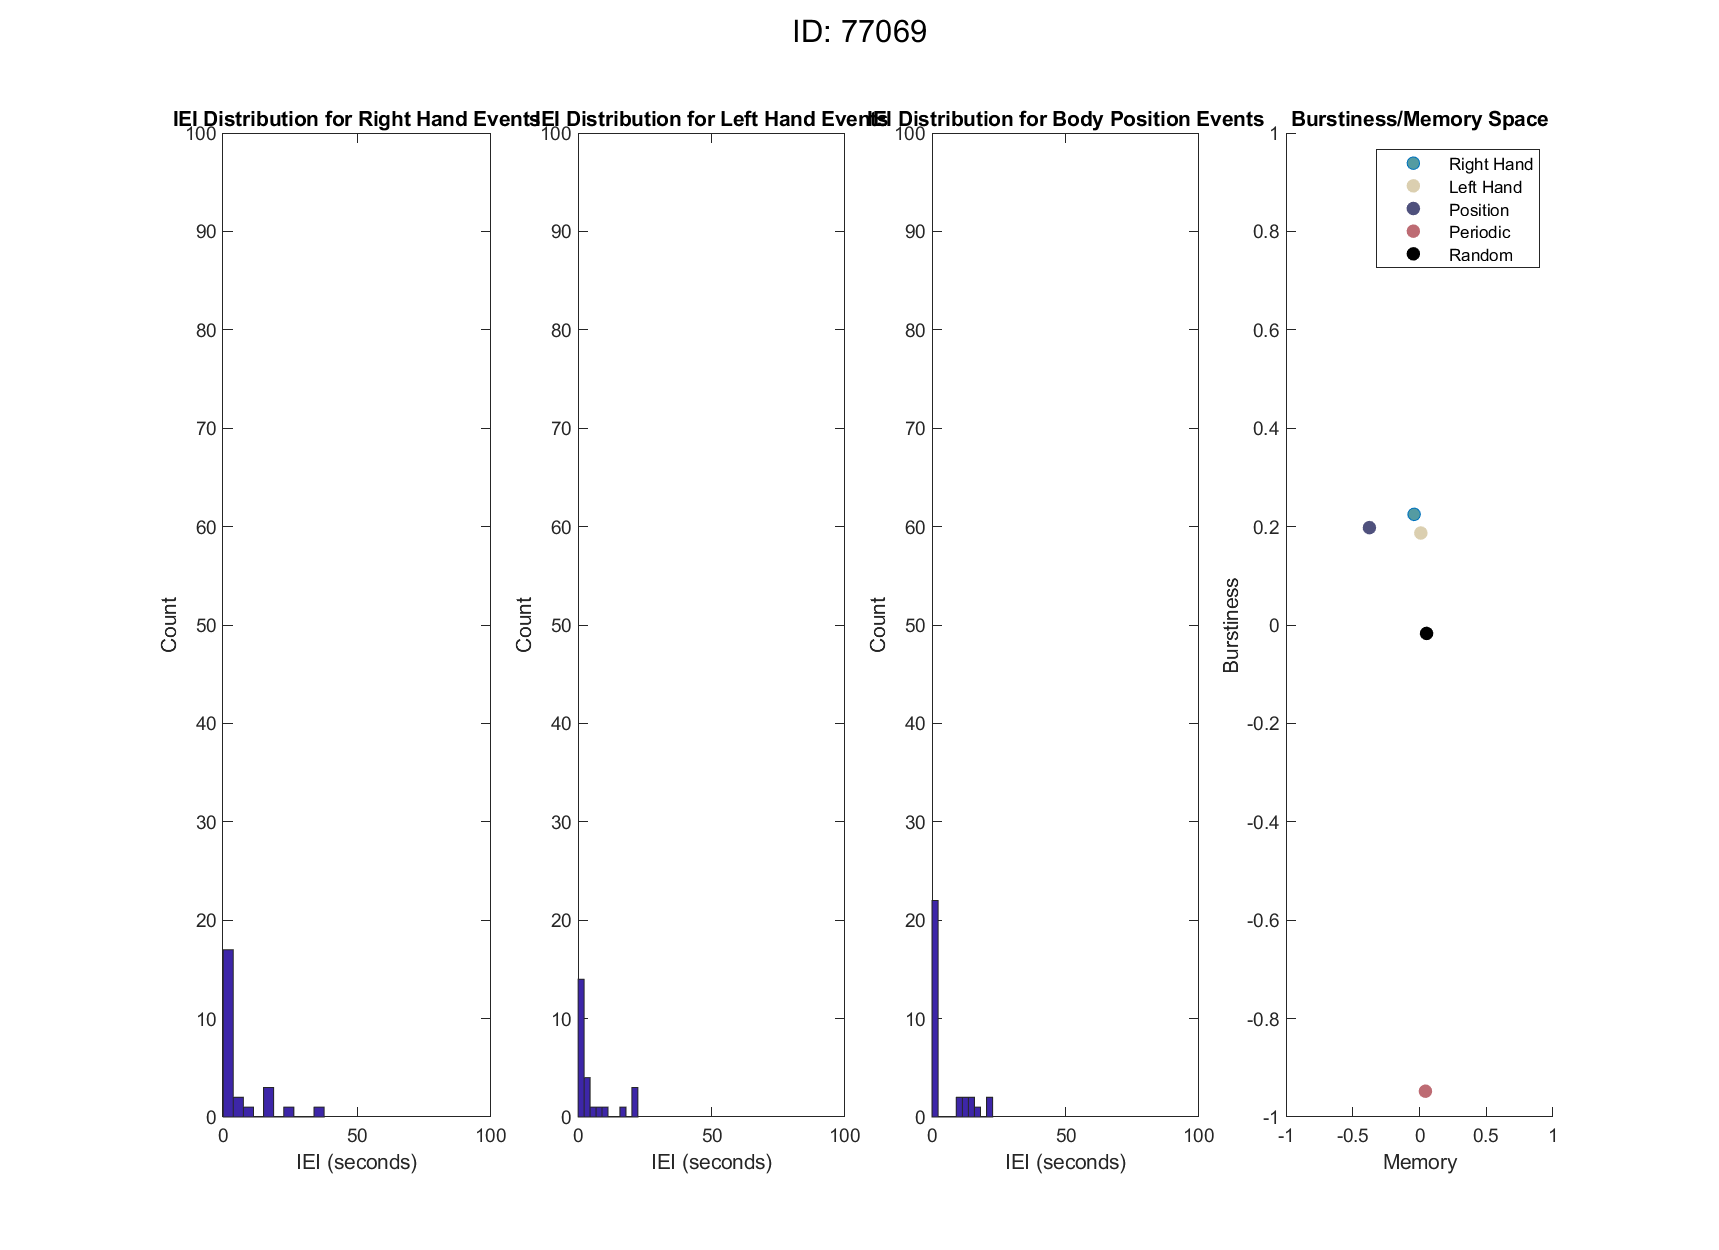 ID: 77069
IEI Distribution for Right Hand Events
100
90
80
70
60
50
40
30
20
10
0
Count
0 50 100
IEI (seconds)
IEI Distribution for Left Hand Events
100
90
80
70
60
50
40
30
20
10
0
Count
0 50 100
IEI (seconds)
IEI Distribution for Body Position Events
100
90
80
70
60
50
40
30
20
10
0
Count
0 50 100
IEI (seconds)
Burstiness/Memory Space
1
0.8
0.6
0.4
0.2
0
-0.2
-0.4
-0.6
-0.8
-1
Burstiness
-1 -0.5 0 0.5 1
Memory
Right Hand
Left Hand
Position
Periodic
Random